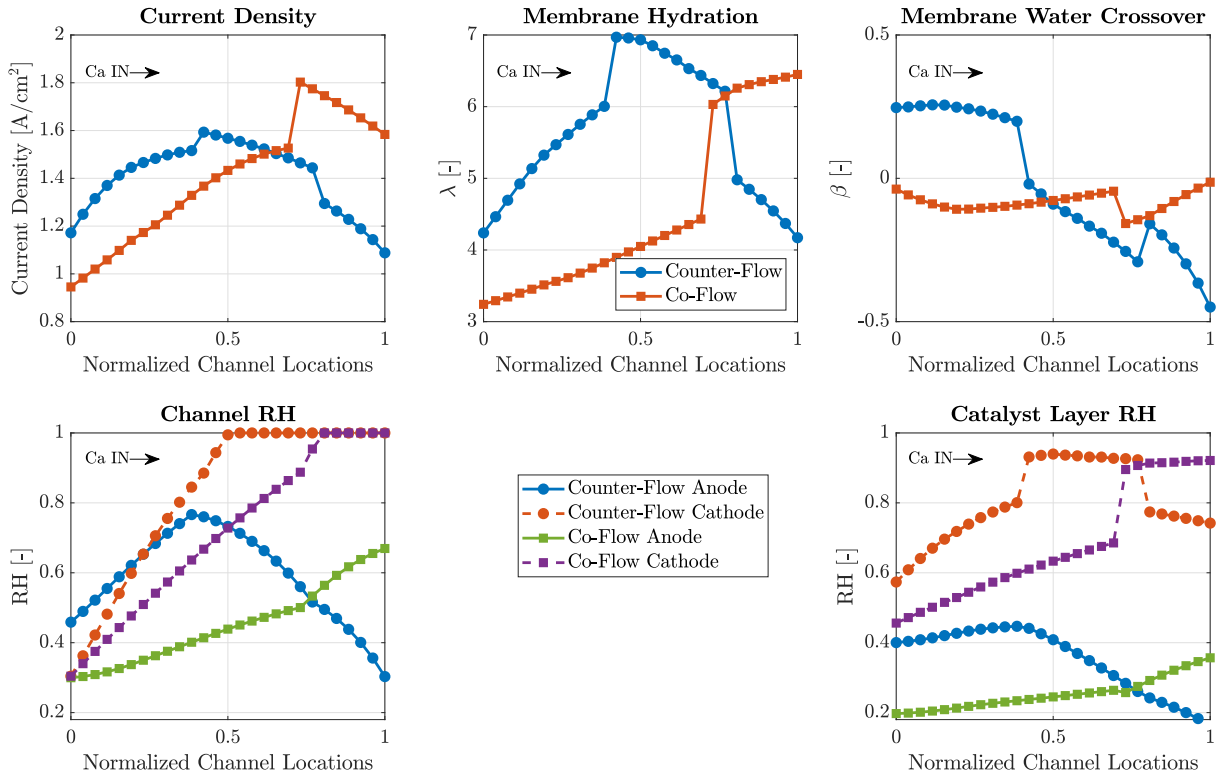 Current Density
Current Density [A/cm²]
2
1.8
1.6
1.4
1.2
1
0.8
Ca IN
0
0.5
1
Normalized Channel Locations
Membrane Hydration
λ [-]
7
6
5
4
3
Ca IN
Counter-Flow
Co-Flow
0
0.5
1
Normalized Channel Locations
Membrane Water Crossover
β [-]
0.5
0
-0.5
Ca IN
0
0.5
1
Normalized Channel Locations
Channel RH
RH [-]
1
0.8
0.6
0.4
0.2
Ca IN
0
0.5
1
Normalized Channel Locations
Counter-Flow Anode
Counter-Flow Cathode
Co-Flow Anode
Co-Flow Cathode
Catalyst Layer RH
RH [-]
1
0.8
0.6
0.4
0.2
Ca IN
0
0.5
1
Normalized Channel Locations